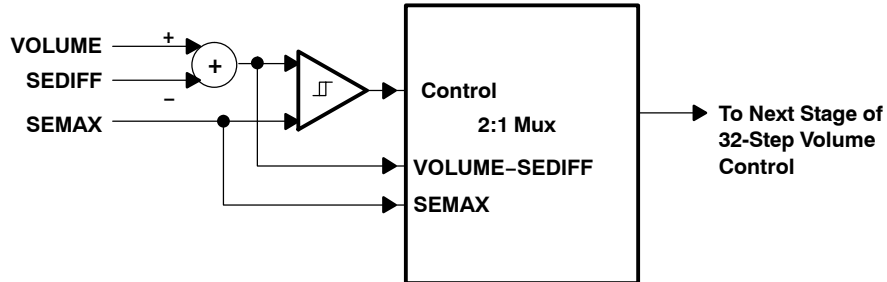 VOLUME
+
SEDIFF
−
+
SEMAX
Control
2:1 Mux
VOLUME−SEDIFF
SEMAX
To Next Stage of
32-Step Volume
Control